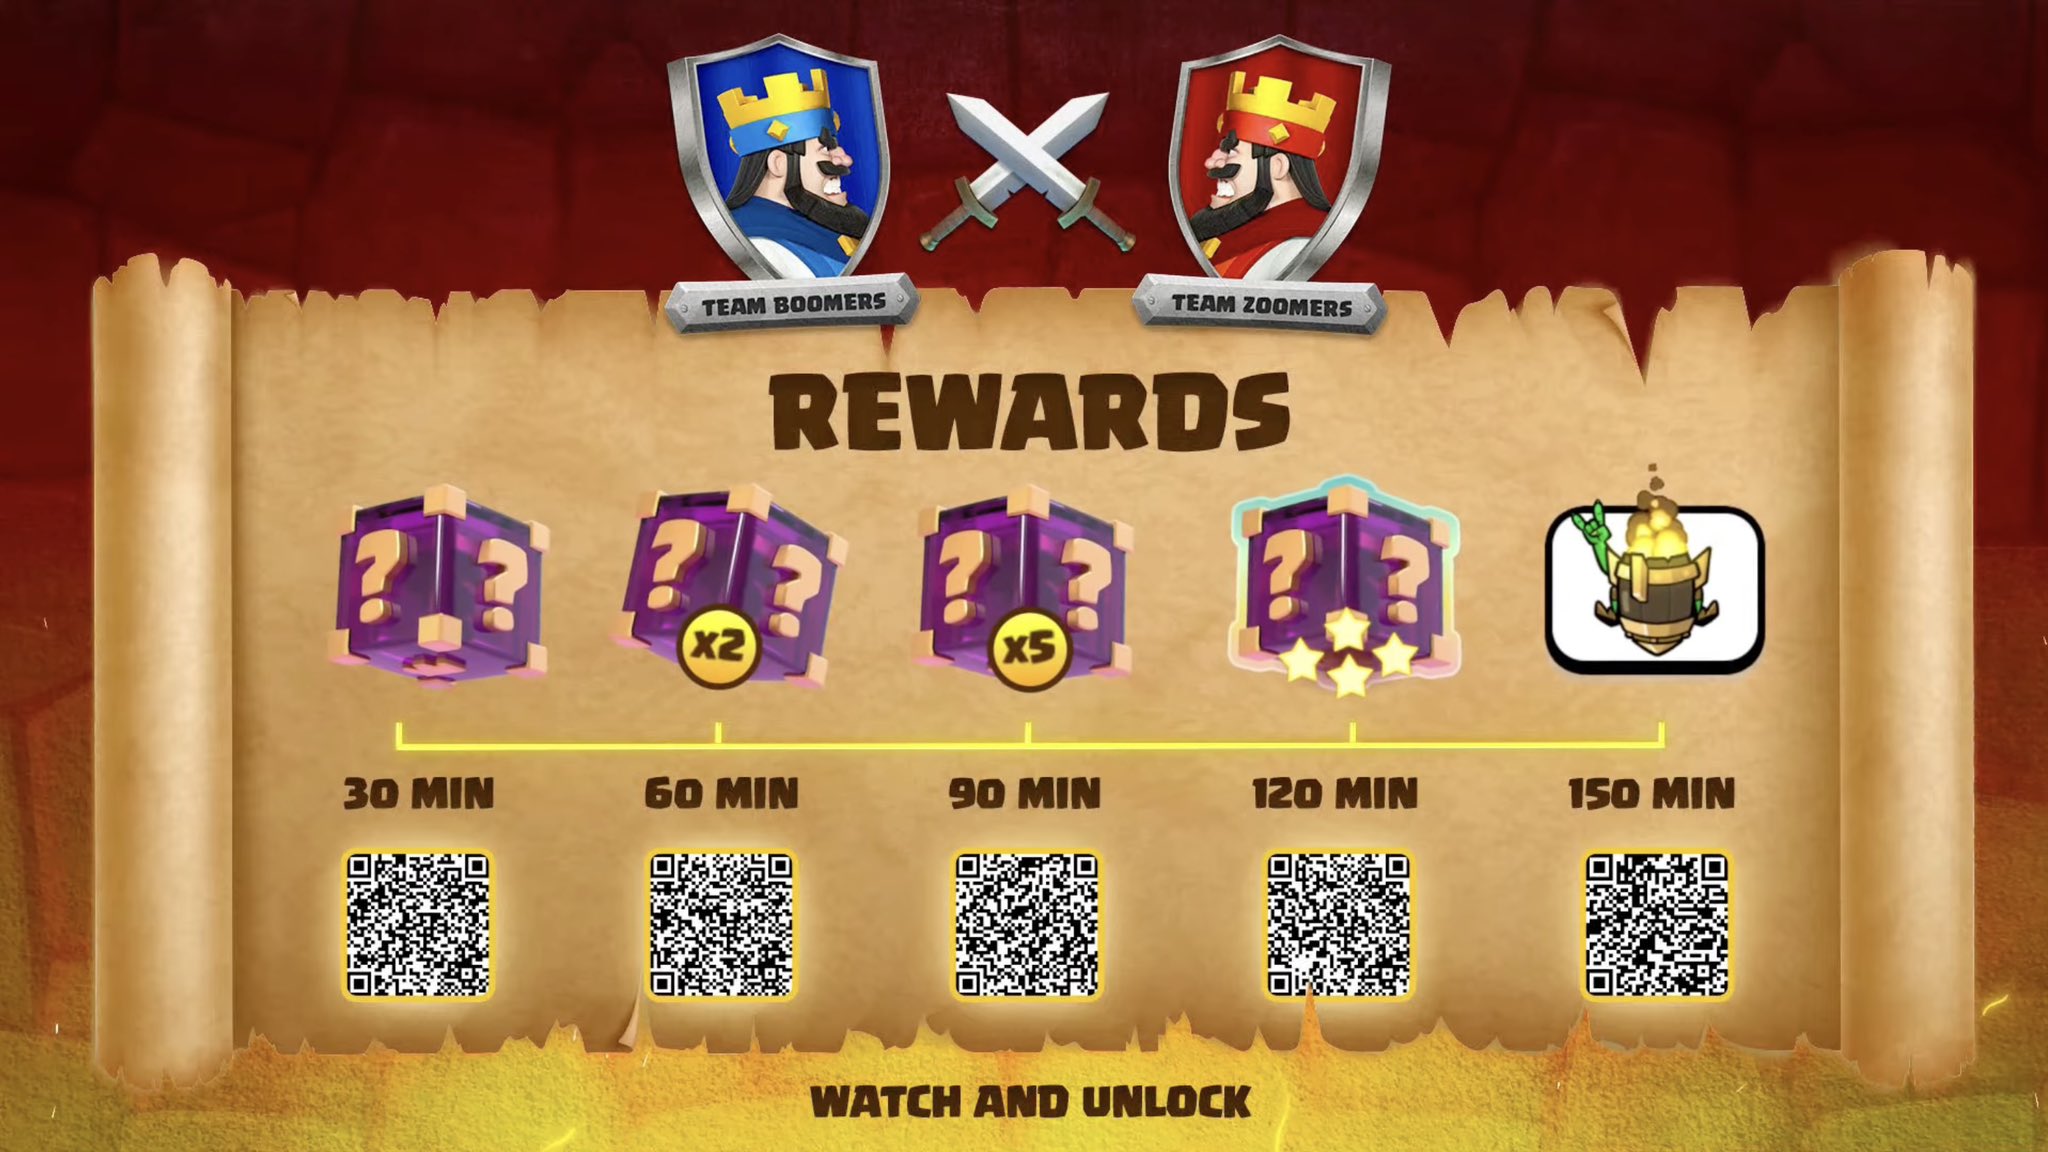 TEAM BOOMERS
TEAM ZOOMERS
REWARDS
? ?
? ?
x2
? ?
x5
? ?
30 MIN
60 MIN
90 MIN
120 MIN
150 MIN
WATCH AND UNLOCK